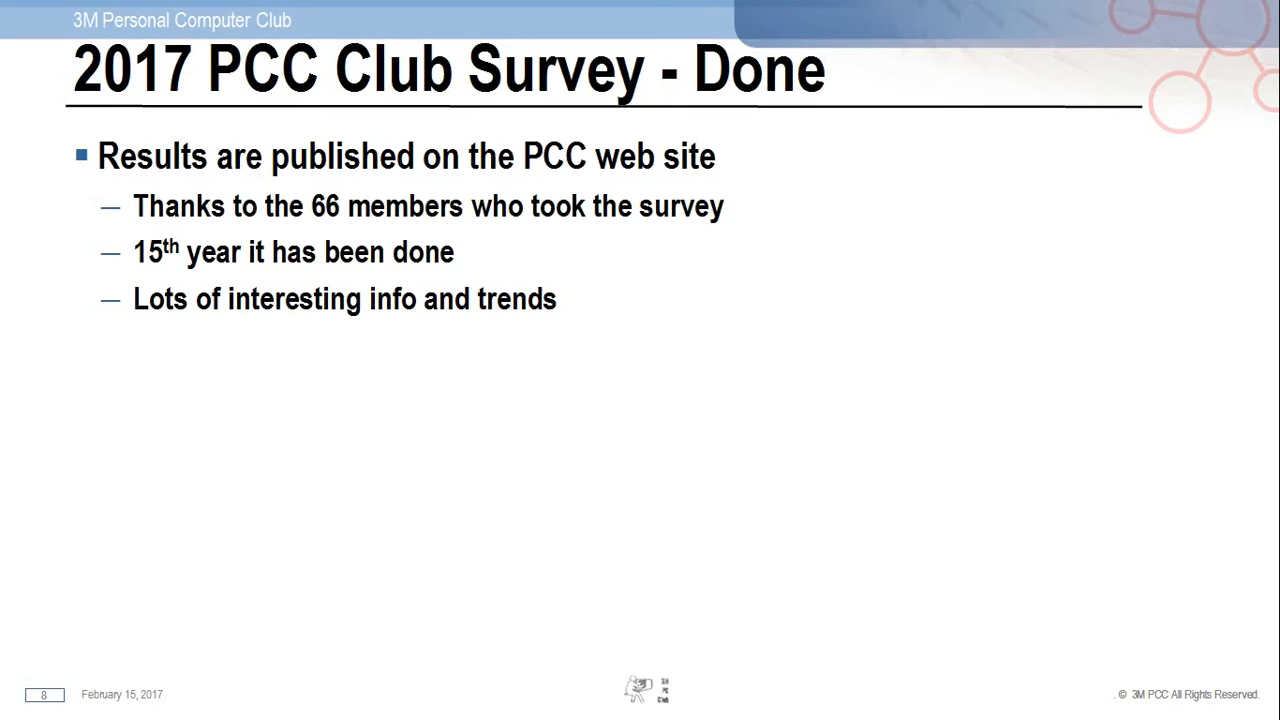 3M Personal Computer Club
2017 PCC Club Survey - Done
Results are published on the PCC web site
— Thanks to the 66 members who took the survey
— 15th year it has been done
— Lots of interesting info and trends
8
February 15, 2017
PC
Club
. © 3M PCC All Rights Reserved.